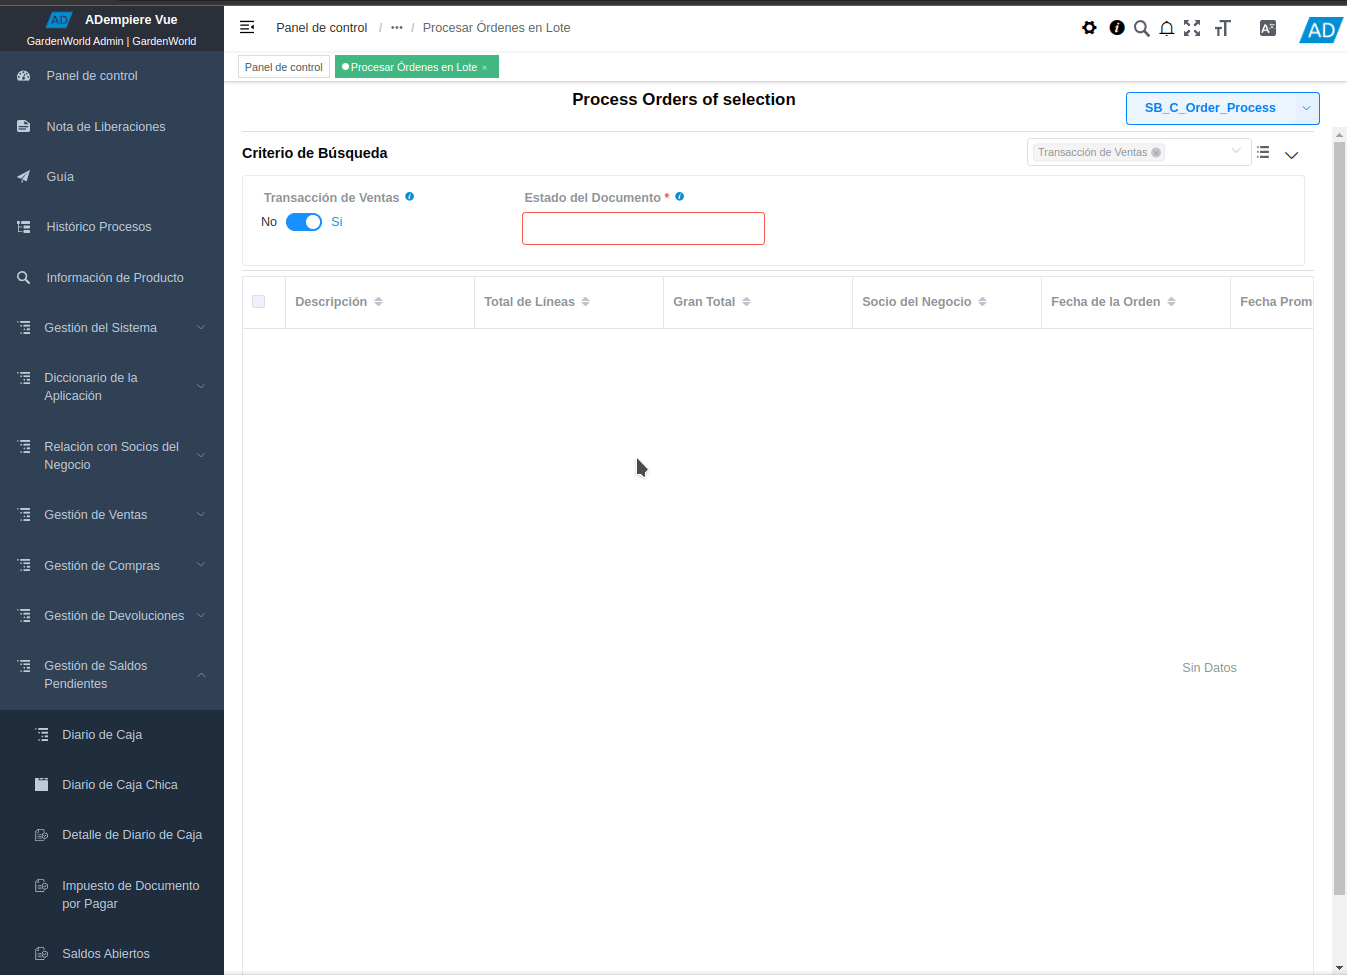 AD ADempiere Vue
GardenWorld Admin | GardenWorld
Panel de control
Nota de Liberaciones
Guía
Histórico Procesos
Información de Producto
Gestión del Sistema
Diccionario de la
Aplicación
Relación con Socios del
Negocio
Gestión de Ventas
Gestión de Compras
Gestión de Devoluciones
Gestión de Saldos
Pendientes
Diario de Caja
Diario de Caja Chica
Detalle de Diario de Caja
Impuesto de Documento
por Pagar
Saldos Abiertos
Panel de control / ••• / Procesar Órdenes en Lote
AD
Panel de control
Procesar Órdenes en Lote ×
Process Orders of selection
SB_C_Order_Process
Criterio de Búsqueda
Transacción de Ventas
Transacción de Ventas
No Si
Estado del Documento *
Descripción Total de Líneas Gran Total Socio del Negocio Fecha de la Orden Fecha Prom
Sin Datos